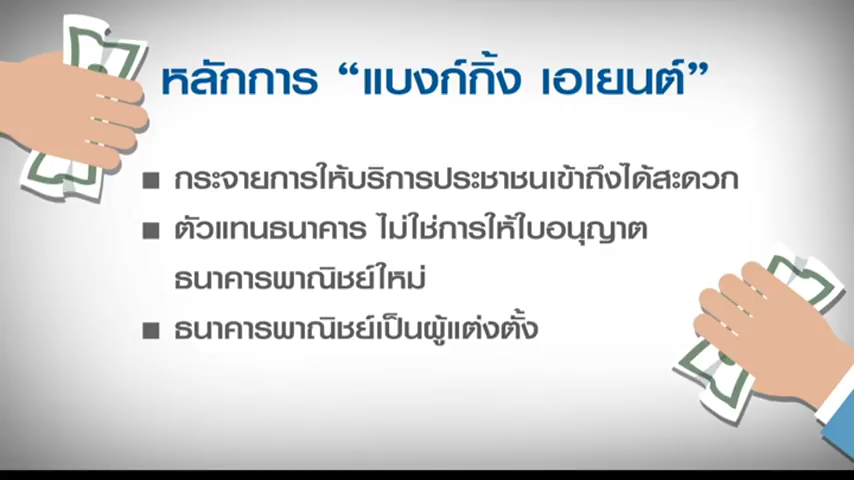 หลักการ “แบงก์กิ้ง เอเยนต์”
■ กระจายการให้บริการประชาชนเข้าถึงได้สะดวก
■ ตัวแทนธนาคาร ไม่ใช่การให้ใบอนุญาต
ธนาคารพาณิชย์ใหม่
■ ธนาคารพาณิชย์เป็นผู้แต่งตั้ง